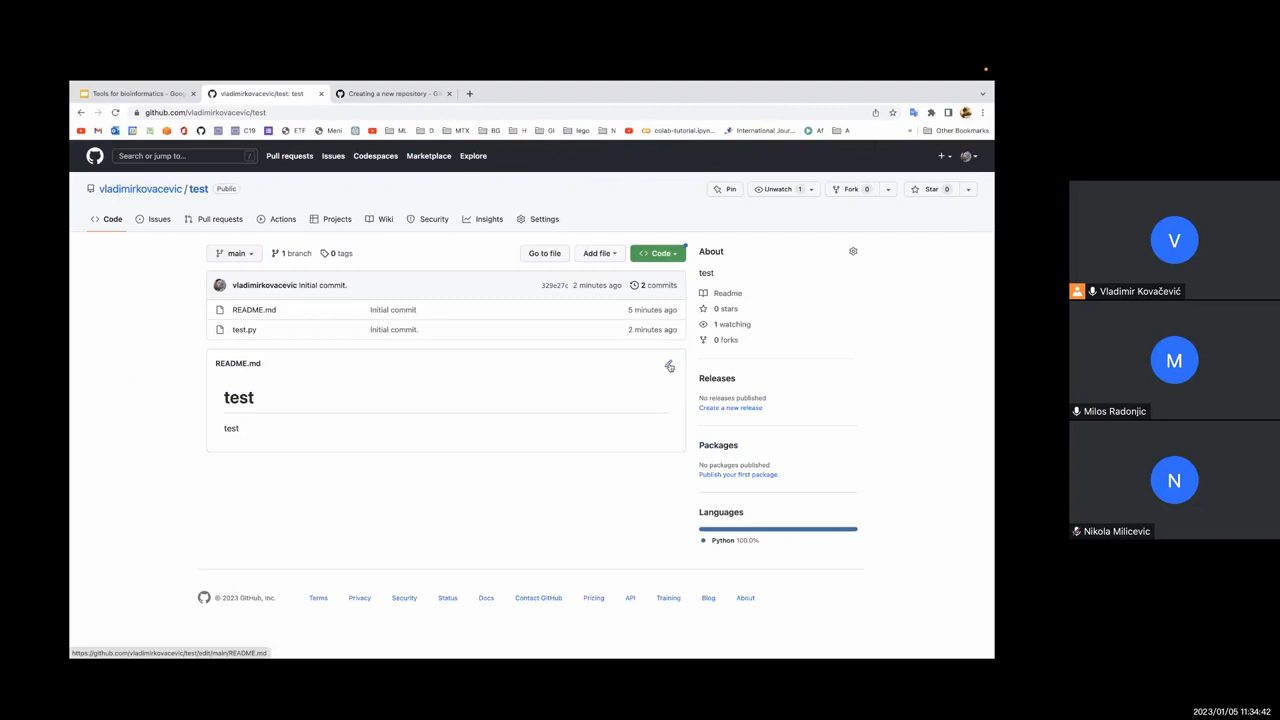 Tools for bioinformatics - Goog
vladimirkovacevic/test: test
Creating a new repository - Git
github.com/vladimirkovacevic/test
C19
ETF
Meni
ML
D
MTX
BG
H
GI
lego
N
colab-tutorial.ipyn...
International Jour...
Af
A
Other Bookmarks
Search or jump to...
/
Pull requests
Issues
Codespaces
Marketplace
Explore
vladimirkovacevic / test
Public
Pin
Unwatch 1
Fork 0
Star 0
Code
Issues
Pull requests
Actions
Projects
Wiki
Security
Insights
Settings
main
1 branch
0 tags
Go to file
Add file
Code
About
test
vladimirkovacevic Initial commit.
329e27c 2 minutes ago
2 commits
README.md
Initial commit
5 minutes ago
test.py
Initial commit.
2 minutes ago
Readme
0 stars
1 watching
0 forks
README.md
test
test
Releases
No releases published
Create a new release
Packages
No packages published
Publish your first package
Languages
Python 100.0%
© 2023 GitHub, Inc.
Terms
Privacy
Security
Status
Docs
Contact GitHub
Pricing
API
Training
Blog
About
https://github.com/vladimirkovacevic/test/edit/main/README.md
V
Vladimir Kovačević
M
Milos Radonjic
N
Nikola Milicevic
2023/01/05 11:34:42